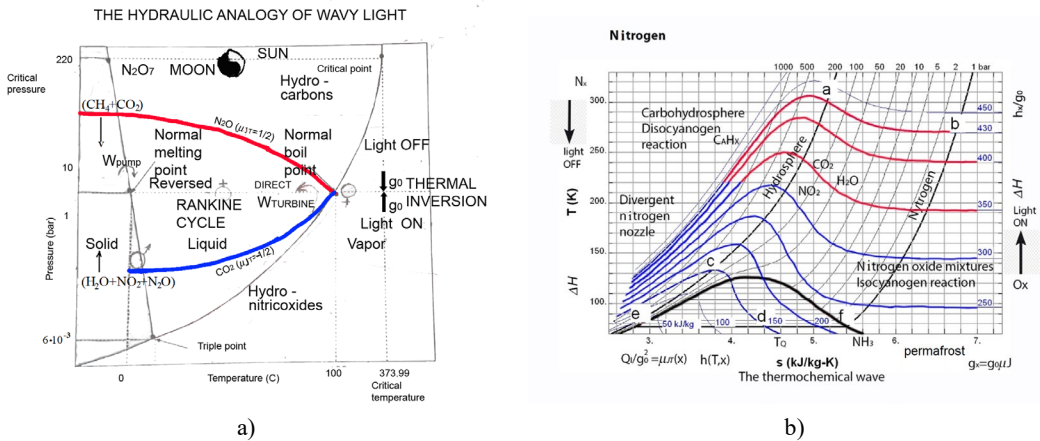 THE HYDRAULIC ANALOGY OF WAVY LIGHT
Critical pressure
220
N2O7
MOON
SUN
Critical point
Hydro-carbons
(CH4+CO2)
N2O (μJT=1/2)
Wpump
Normal melting point
Normal boil point
Light OFF
10
Reversed
DIRECT
g0 THERMAL
RANKINE CYCLE
WTURBINE
g0 INVERSION
1
Light ON
Pressure (bar)
Solid
Liquid
Vapor
CO2 (μJT=-1/2)
(H2O+NO2+N2O)
Hydro-nitricoxides
6•10-3
Triple point
0
Temperature (C)
100
373.99
Critical temperature
a)
Nitrogen
1000 500 200 100 50 20 10 5 2 1 bar
Nx
a
450
hx/g0
300.
Carbohydrosphere
Disocyanogen
reaction
CAHX
b
430
light OFF
250.
CO2
400
Hydrosphere
H2O
NO2
Nytrogen
T (K)
200.
350
ΔH
Divergent
nitrogen
nozzle
Light ON
150.
c
300
Nitrogen oxide mixtures
Isocyanogen reaction
ΔH
100.
250
Ox
e
50 kJ/kg
100
d
150
200
f
3.
4.
TQ
5.
NH3
6.
7.
permafrost
QI/g0²=μJT(x)
h(T,x)
s (kJ/kg-K)
gx=g0μJ
The thermochemical wave
b)